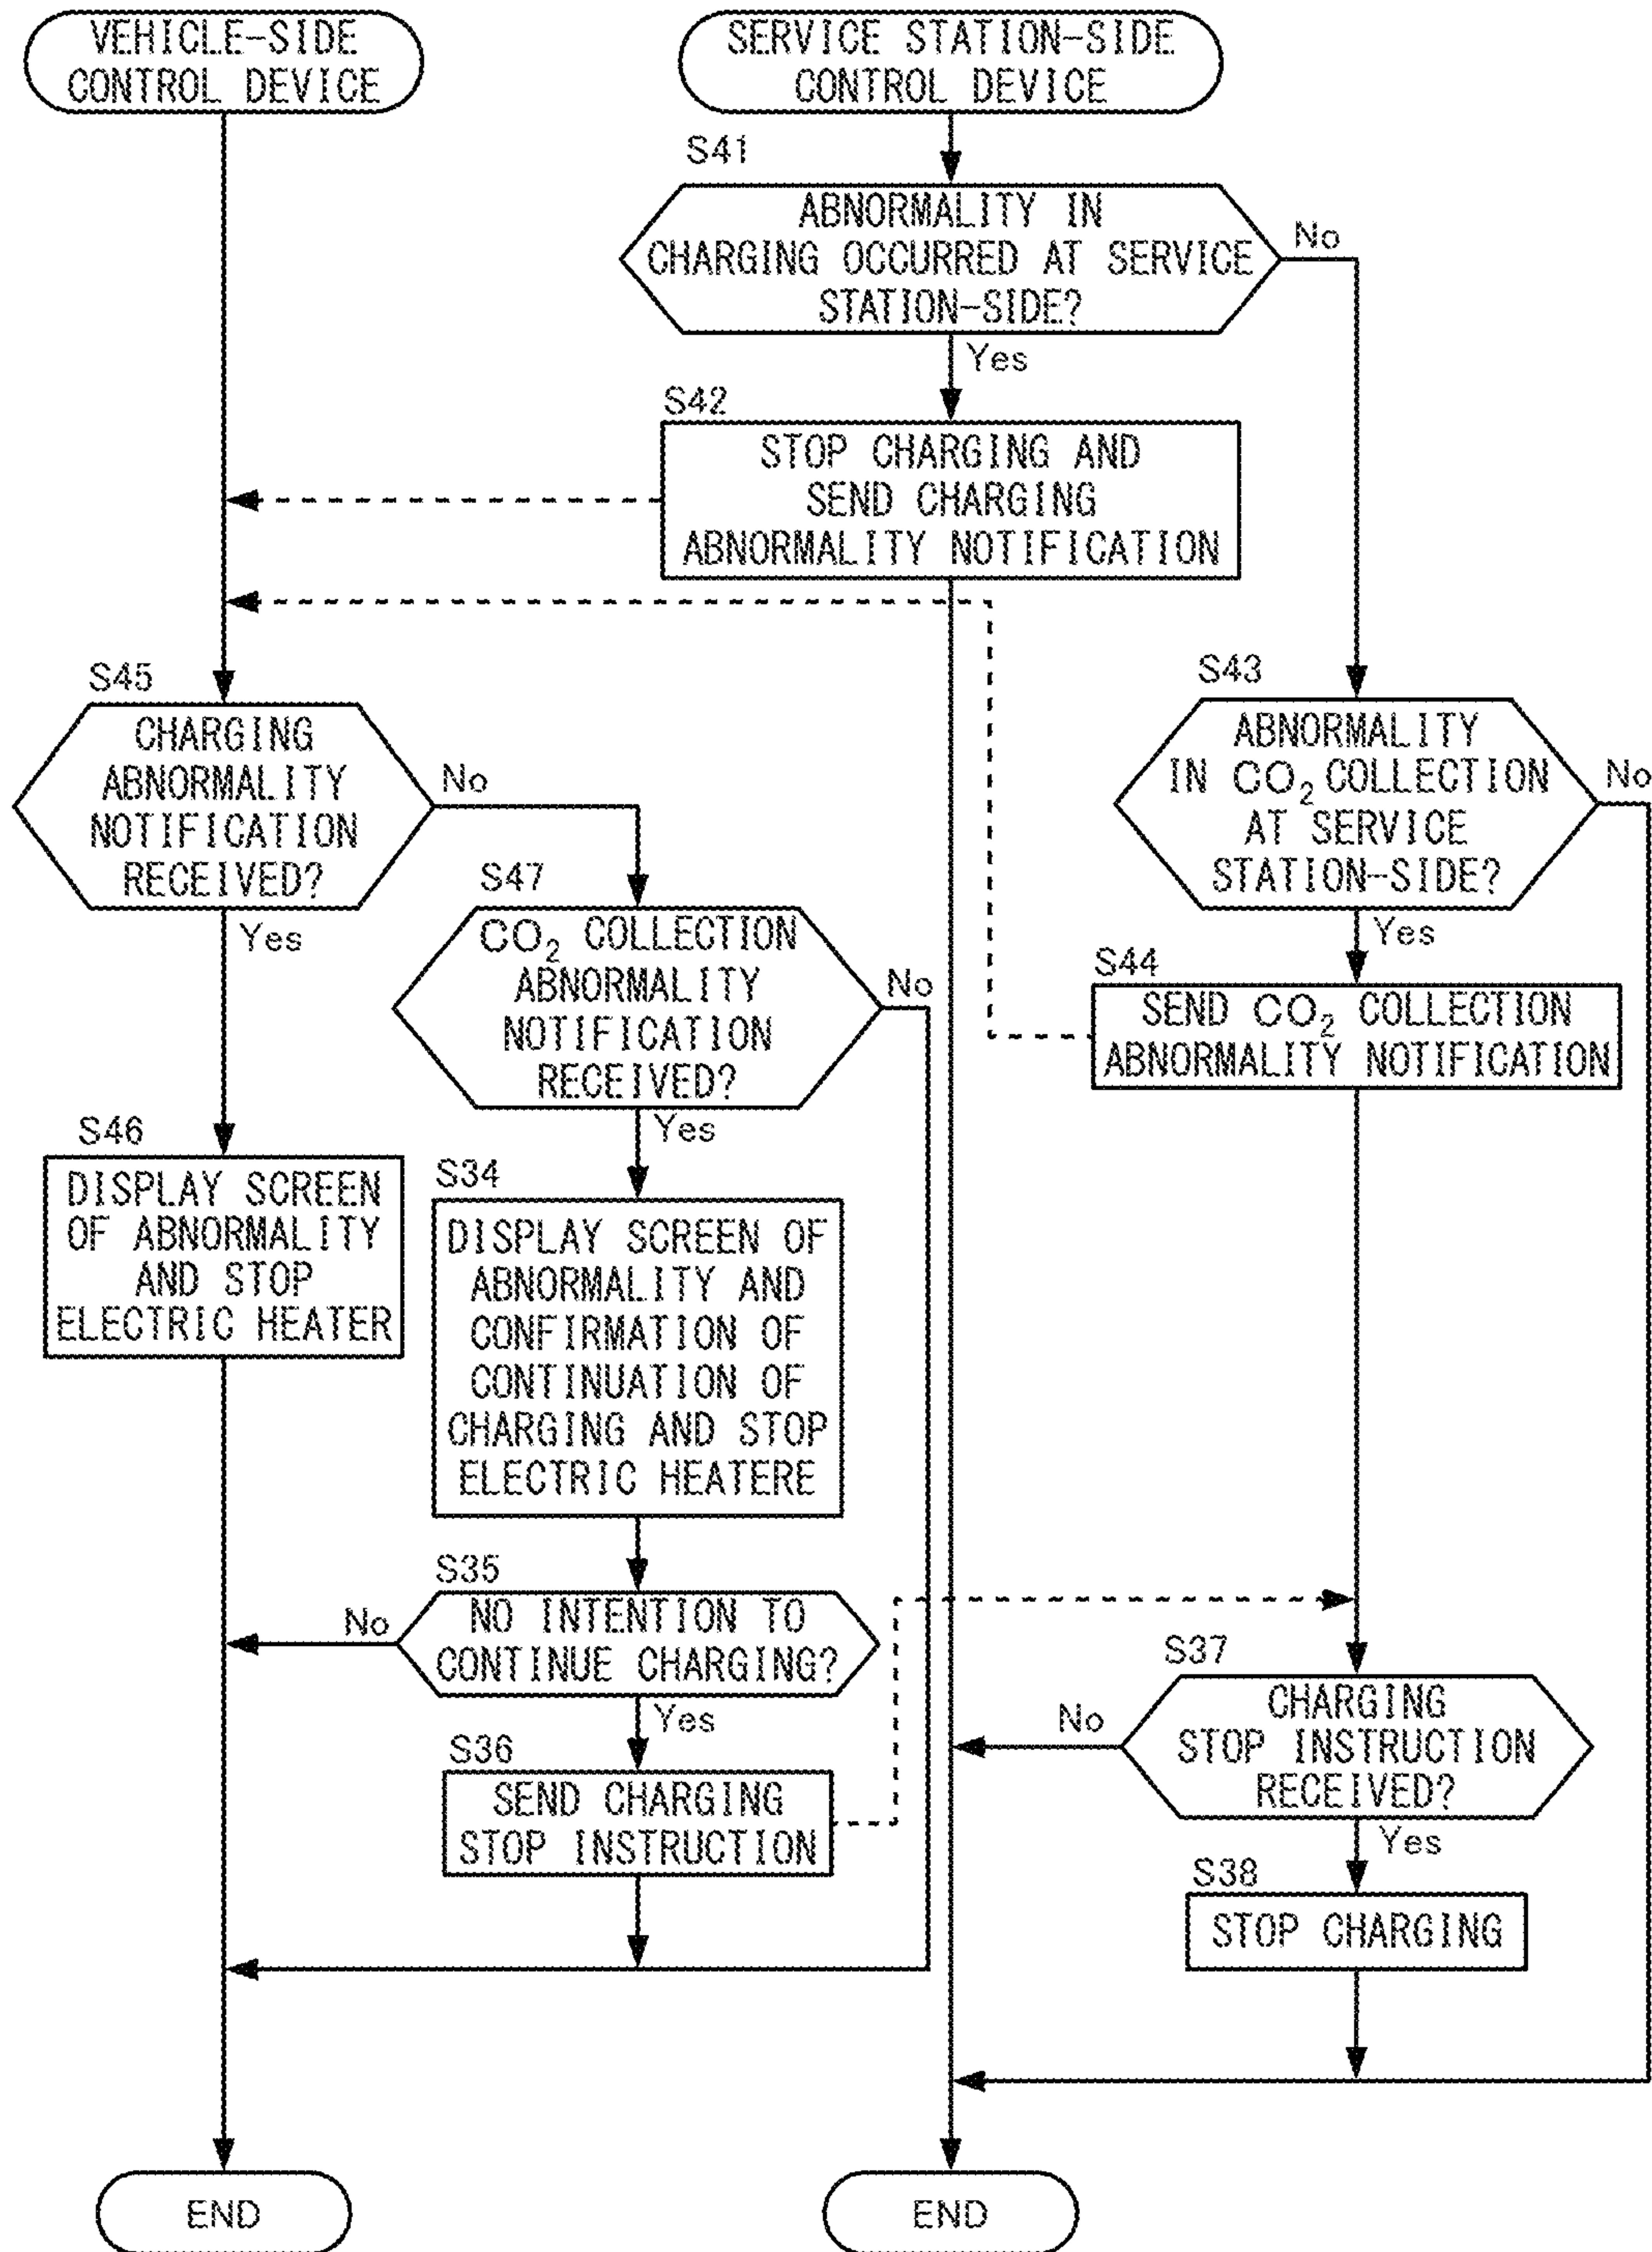 VEHICLE-SIDE
CONTROL DEVICE
SERVICE STATION-SIDE
CONTROL DEVICE
S41
ABNORMALITY IN
CHARGING OCCURRED AT SERVICE
STATION-SIDE?
No
Yes
S42
STOP CHARGING AND
SEND CHARGING
ABNORMALITY NOTIFICATION
S45
CHARGING
ABNORMALITY
NOTIFICATION
RECEIVED?
No
Yes
S43
ABNORMALITY
IN CO₂ COLLECTION
AT SERVICE
STATION-SIDE?
No
Yes
S47
CO₂ COLLECTION
ABNORMALITY
NOTIFICATION
RECEIVED?
No
Yes
S44
SEND CO₂ COLLECTION
ABNORMALITY NOTIFICATION
S46
DISPLAY SCREEN
OF ABNORMALITY
AND STOP
ELECTRIC HEATER
S34
DISPLAY SCREEN OF
ABNORMALITY AND
CONFIRMATION OF
CONTINUATION OF
CHARGING AND STOP
ELECTRIC HEATERE
S35
NO INTENTION TO
CONTINUE CHARGING?
No
Yes
S36
SEND CHARGING
STOP INSTRUCTION
S37
CHARGING
STOP INSTRUCTION
RECEIVED?
No
Yes
S38
STOP CHARGING
END
END